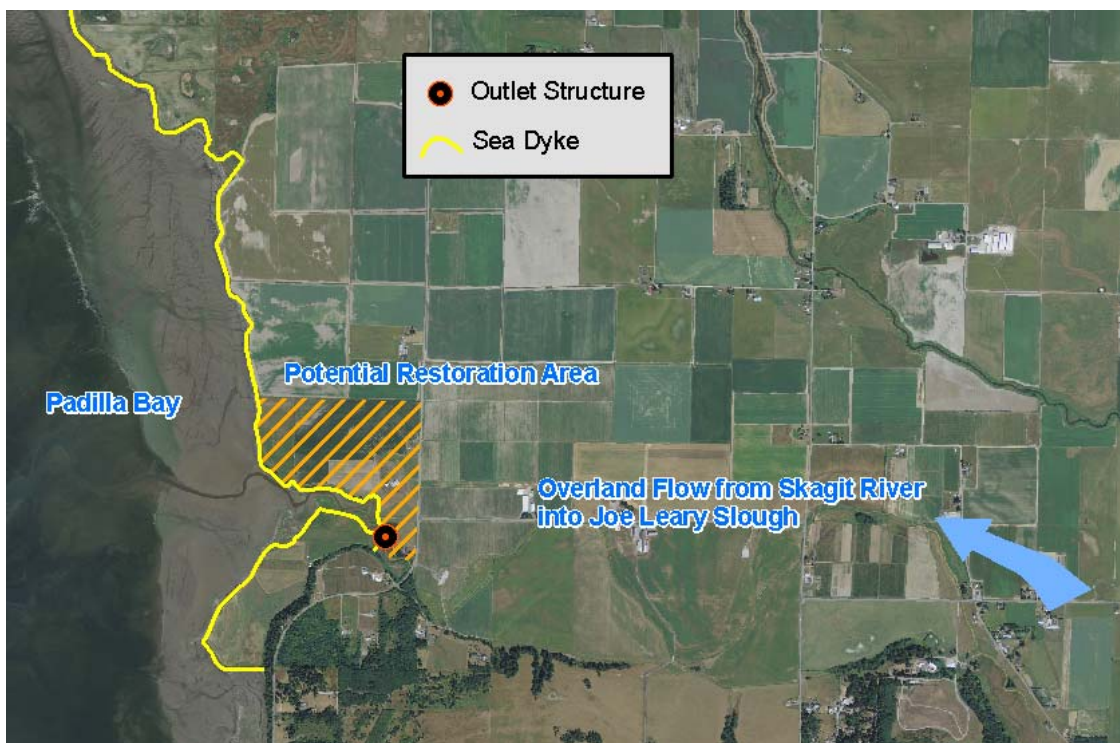 Outlet Structure
Sea Dyke
Potential Restoration Area
Padilla Bay
Overland Flow from Skagit River
into Joe Leary Slough